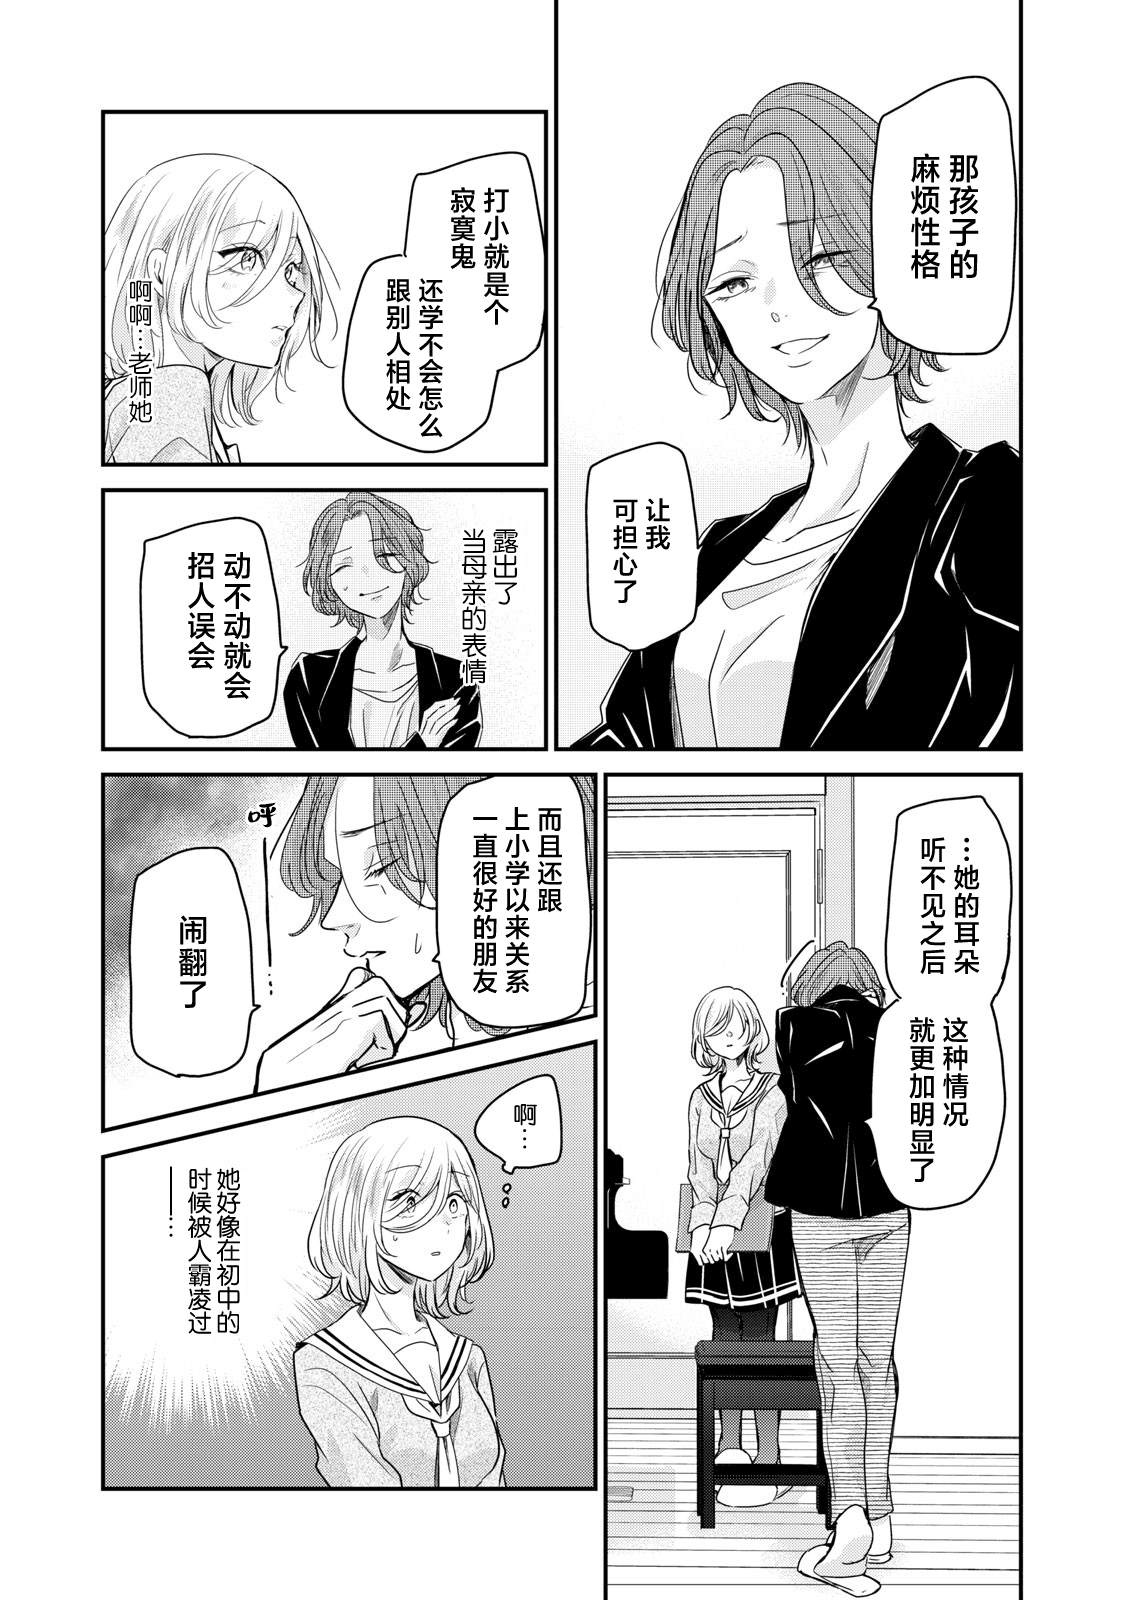 那孩子的
麻烦性格
让我
可担心了
打小就是个
寂寞鬼
还学不会怎么
跟别人相处
啊啊…老师她
露出了
当母亲的表情
动不动就会
招人误会
…她的耳朵
听不见之后
这种情况
就更加明显了
而且还跟
上小学以来关系
一直很好的朋友
呼
闹翻了
啊…
她好像在初中的
时候被人霸凌过
——…